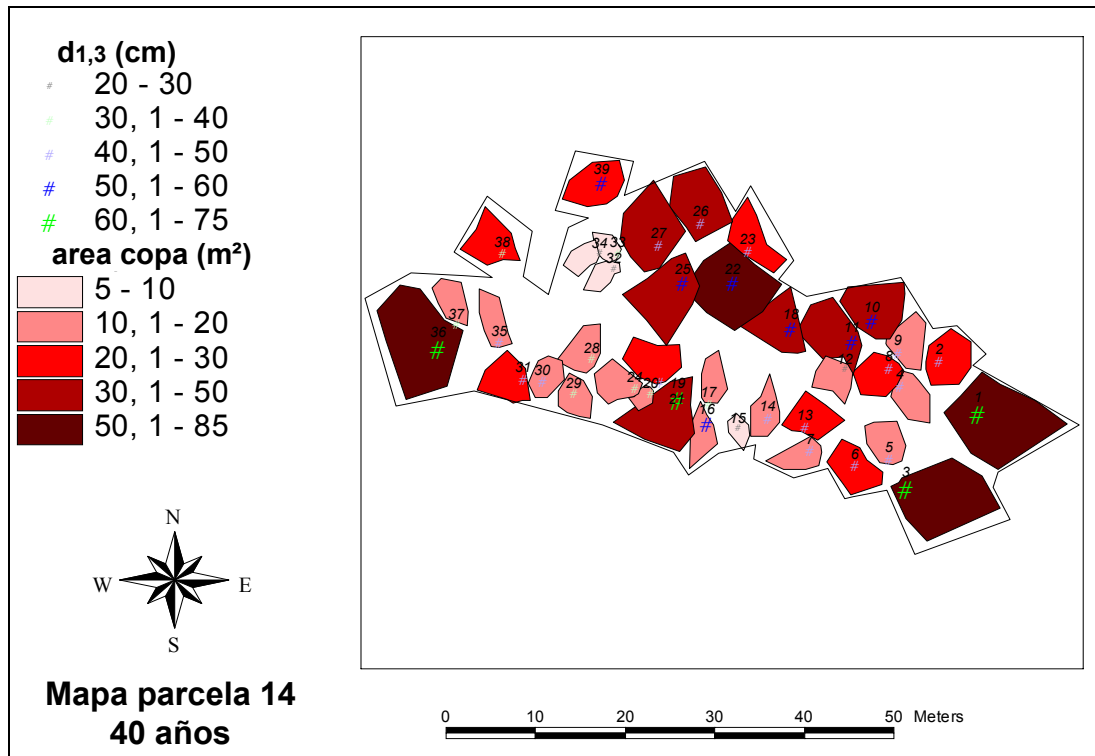 d1,3 (cm)
# 20 - 30
# 30, 1 - 40
# 40, 1 - 50
# 50, 1 - 60
# 60, 1 - 75
area copa (m²)
5 - 10
10, 1 - 20
20, 1 - 30
30, 1 - 50
50, 1 - 85
N
W E
S
Mapa parcela 14
40 años
39
26
27
23
38
34 33
32
25 22
36 37 35
18 11 10
9 2
28
31 30 29
24 20 19
17 16 15 14
12 8 4
13 7
6 5
1
3
0 10 20 30 40 50 Meters